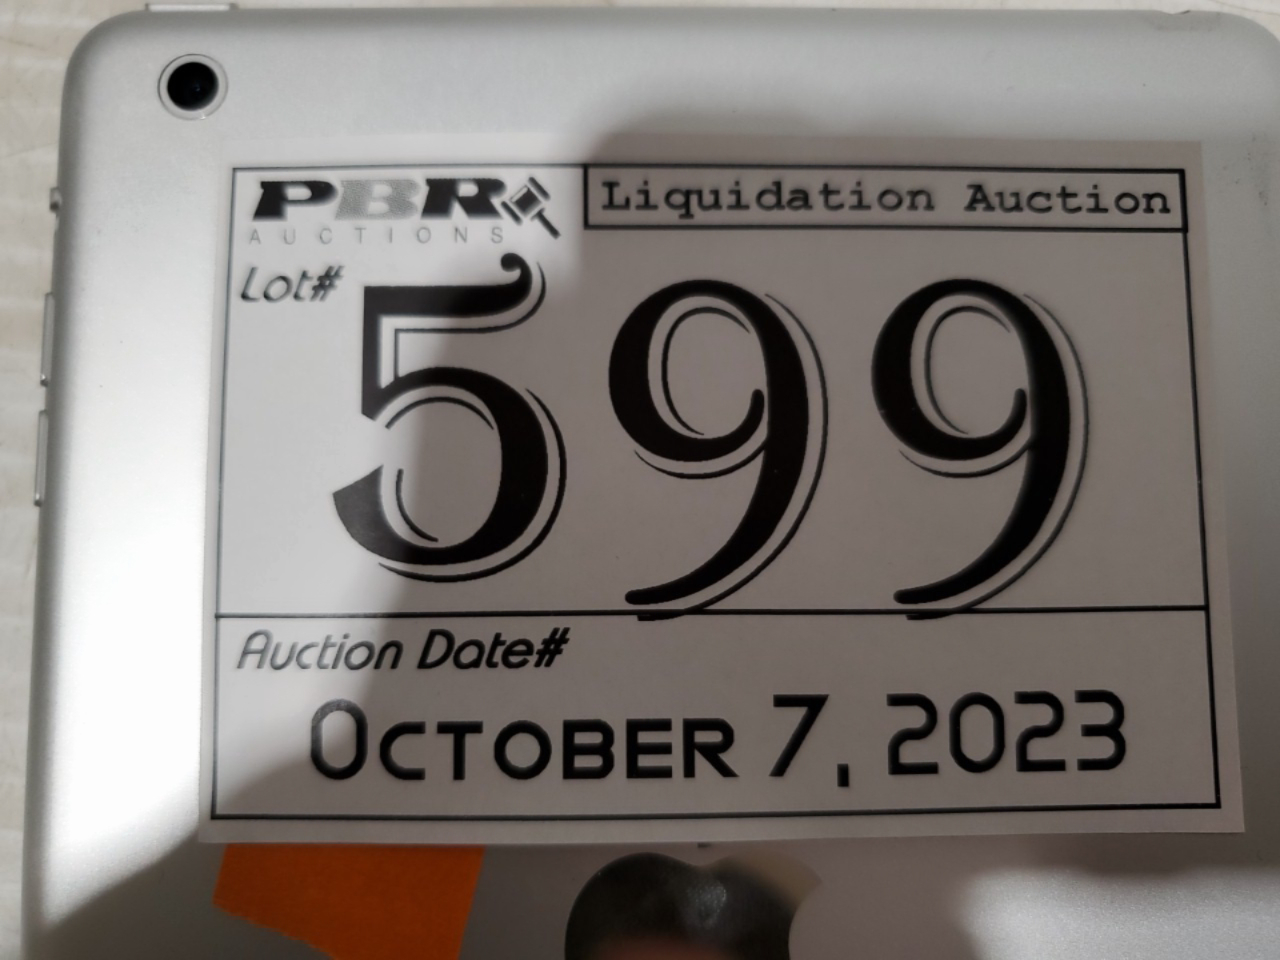 PBR Liquidation Auction
AUCTIONS
Lot# 599
Auction Date#
OCTOBER 7, 2023